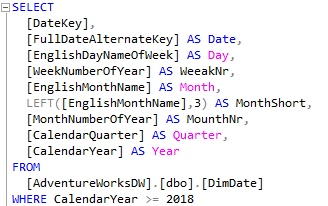 SELECT
[DateKey],
[FullDateAlternateKey] AS Date,
[EnglishDayNameOfWeek] AS Day,
[WeekNumberOfYear] AS WeeakNr,
[EnglishMonthName] AS Month,
LEFT([EnglishMonthName],3) AS MonthShort,
[MonthNumberOfYear] AS MounthNr,
[CalendarQuarter] AS Quarter,
[CalendarYear] AS Year
FROM
[AdventureWorksDW].[dbo].[DimDate]
WHERE CalendarYear >= 2018